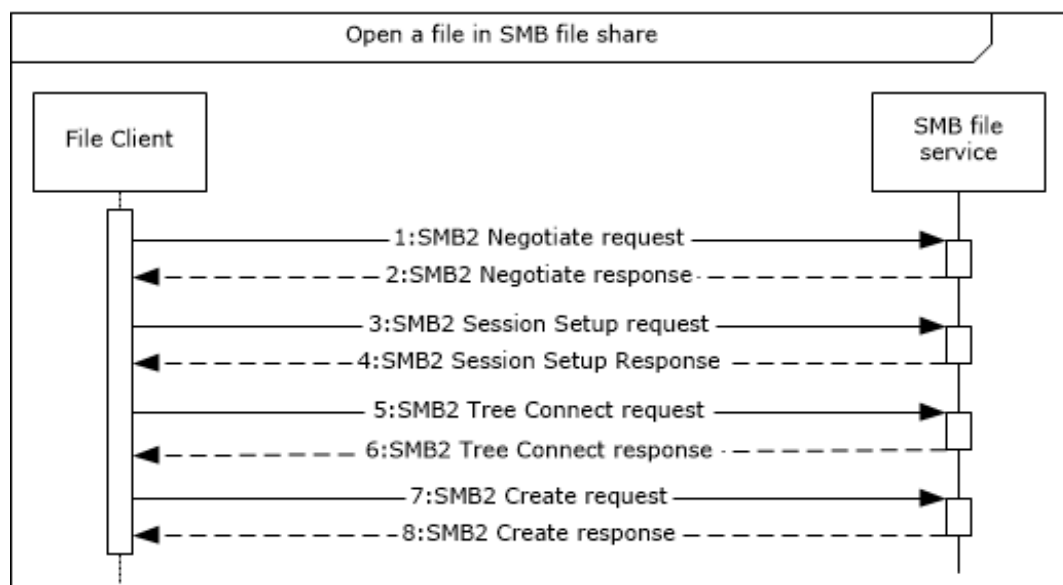 Open a file in SMB file share
File Client
SMB file
service
1:SMB2 Negotiate request
2:SMB2 Negotiate response
3:SMB2 Session Setup request
4:SMB2 Session Setup Response
5:SMB2 Tree Connect request
6:SMB2 Tree Connect response
7:SMB2 Create request
8:SMB2 Create response